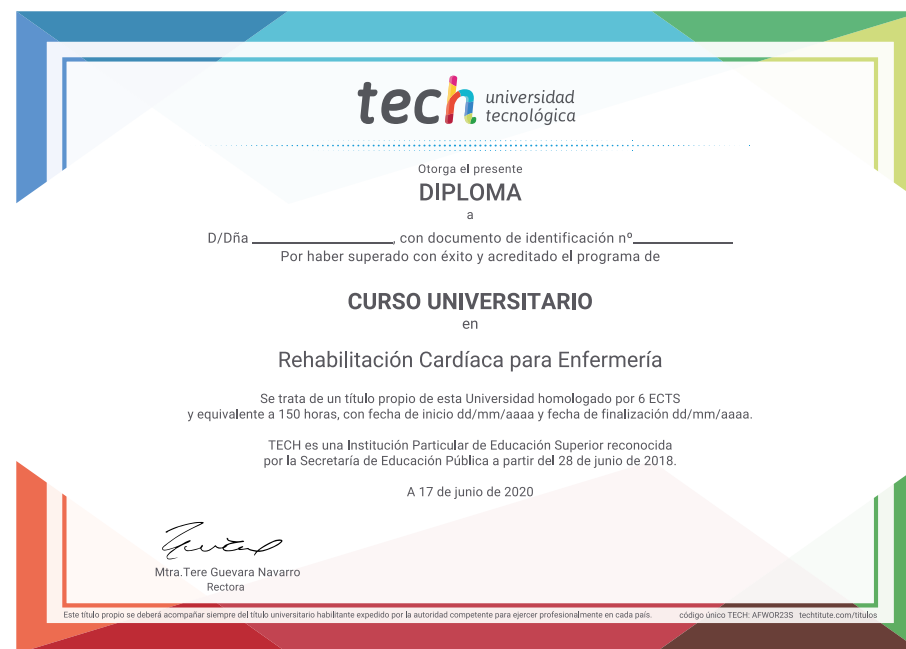 tech universidad
tecnológica
Otorga el presente
DIPLOMA
a
D/Dña ____________________, con documento de identificación nº______________
Por haber superado con éxito y acreditado el programa de
CURSO UNIVERSITARIO
en
Rehabilitación Cardíaca para Enfermería
Se trata de un título propio de esta Universidad homologado por 6 ECTS
y equivalente a 150 horas, con fecha de inicio dd/mm/aaaa y fecha de finalización dd/mm/aaaa.
TECH es una Institución Particular de Educación Superior reconocida
por la Secretaría de Educación Pública a partir del 28 de junio de 2018.
A 17 de junio de 2020
Mtra.Tere Guevara Navarro
Rectora
Este título propio se deberá acompañar siempre del título universitario habilitante expedido por la autoridad competente para ejercer profesionalmente en cada país. código único TECH: AFWOR23S techtitute.com/titulos